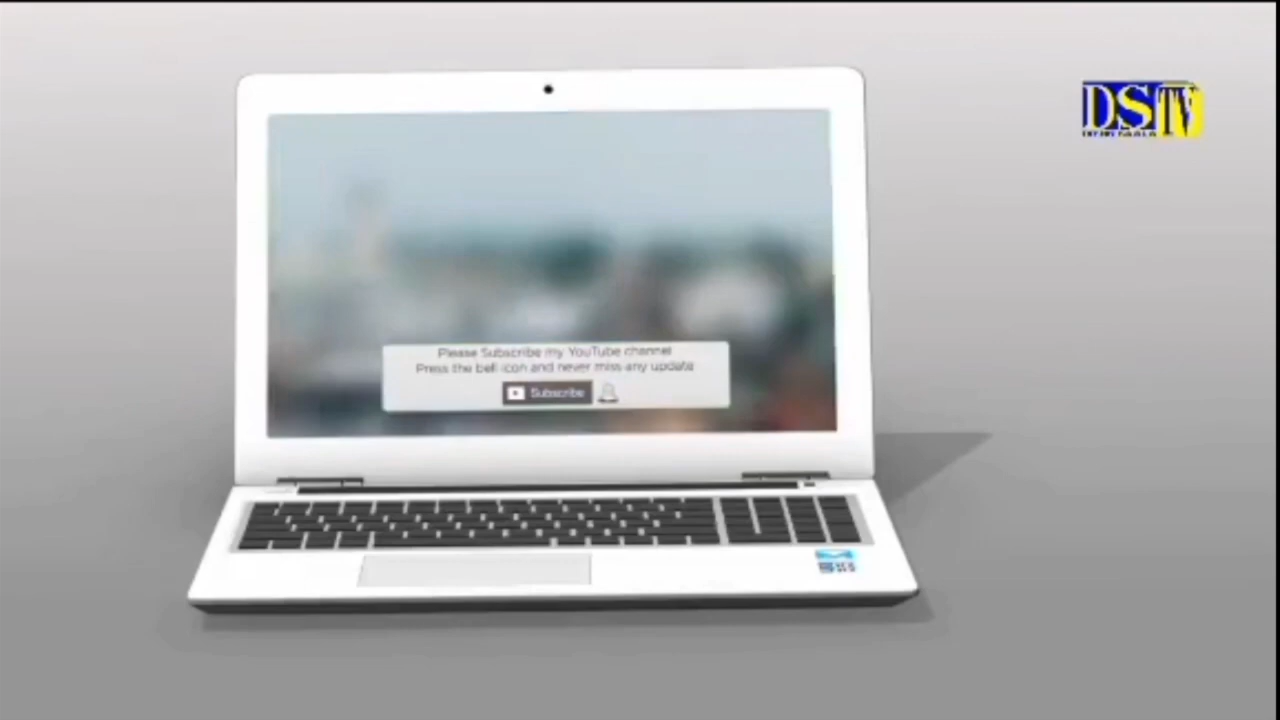 DSTV
Please Subscribe my YouTube channel
Press the bell icon and never miss any update
Subscribe